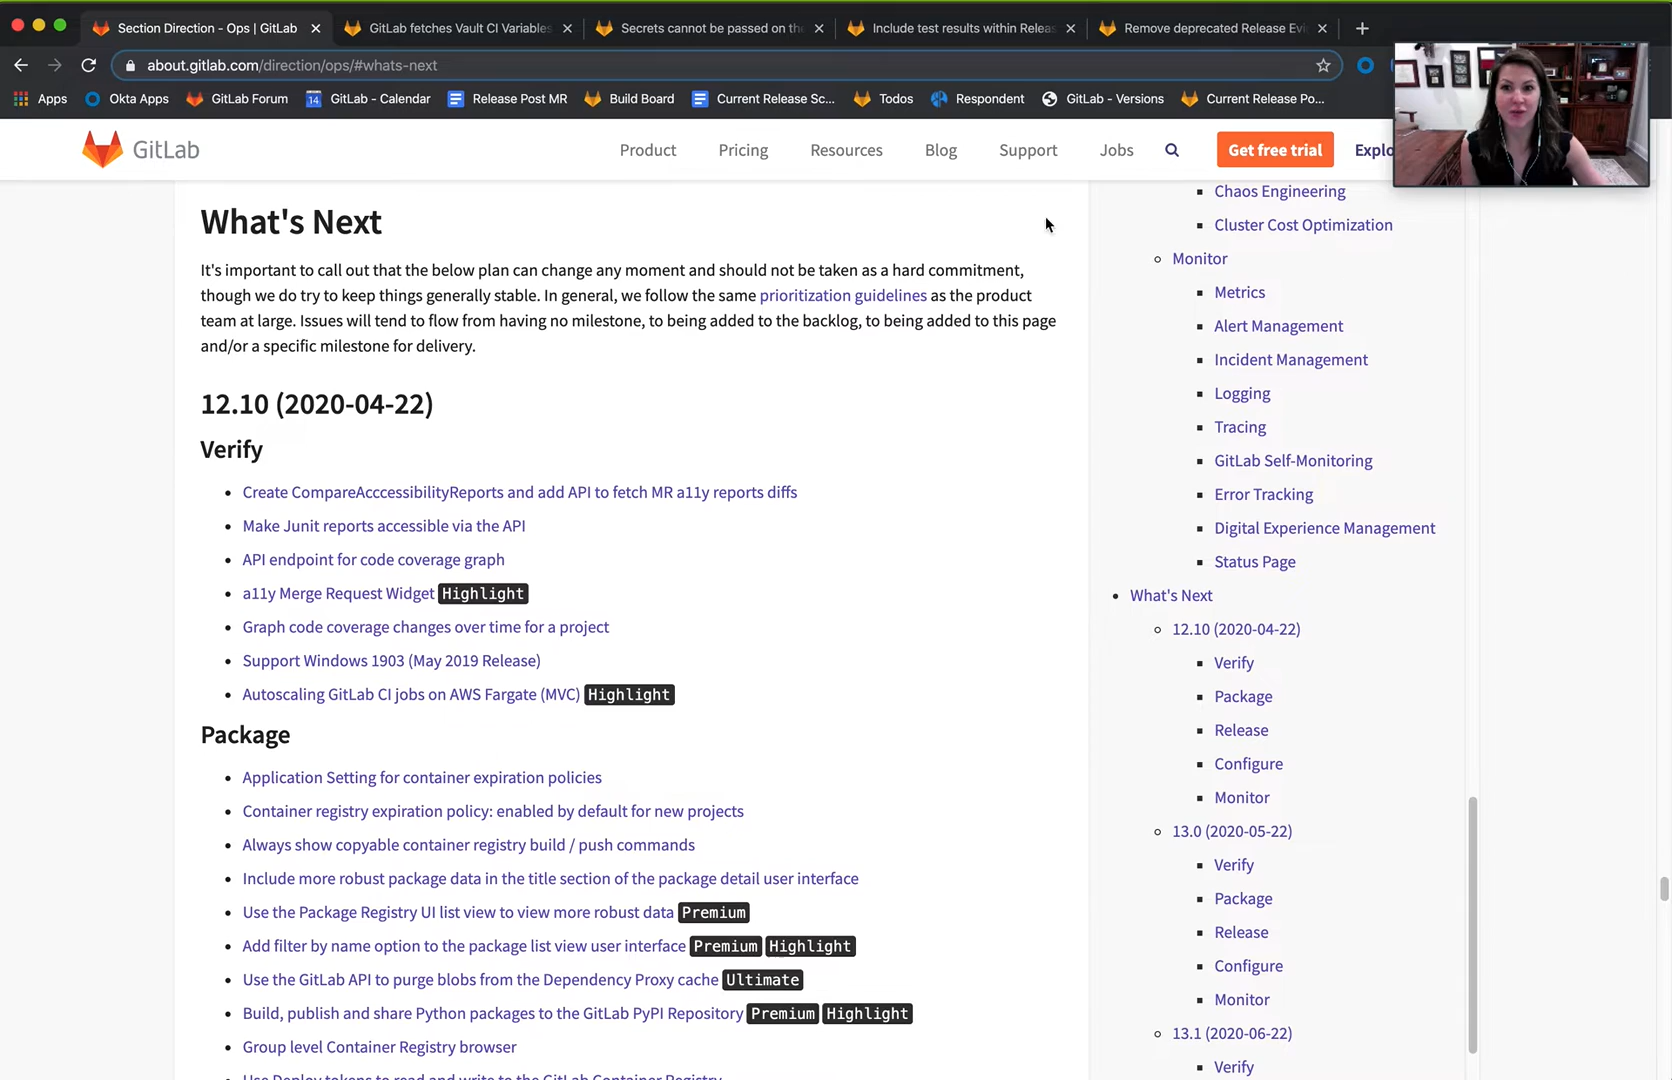 Section Direction - Ops | GitLab
GitLab fetches Vault CI Variables
Secrets cannot be passed on the
Include test results within Releas
Remove deprecated Release Evi
about.gitlab.com/direction/ops/#whats-next
Apps
Okta Apps
GitLab Forum
14
GitLab - Calendar
Release Post MR
Build Board
Current Release Sc...
Todos
Respondent
GitLab - Versions
Current Release Po...
GitLab
Product
Pricing
Resources
Blog
Support
Jobs
Get free trial
Explo
What's Next
It's important to call out that the below plan can change any moment and should not be taken as a hard commitment,
though we do try to keep things generally stable. In general, we follow the same prioritization guidelines as the product
team at large. Issues will tend to flow from having no milestone, to being added to the backlog, to being added to this page
and/or a specific milestone for delivery.
12.10 (2020-04-22)
Verify
Create CompareAcccessibilityReports and add API to fetch MR a11y reports diffs
Make Junit reports accessible via the API
API endpoint for code coverage graph
a11y Merge Request Widget Highlight
Graph code coverage changes over time for a project
Support Windows 1903 (May 2019 Release)
Autoscaling GitLab CI jobs on AWS Fargate (MVC) Highlight
Package
Application Setting for container expiration policies
Container registry expiration policy: enabled by default for new projects
Always show copyable container registry build / push commands
Include more robust package data in the title section of the package detail user interface
Use the Package Registry UI list view to view more robust data Premium
Add filter by name option to the package list view user interface Premium Highlight
Use the GitLab API to purge blobs from the Dependency Proxy cache Ultimate
Build, publish and share Python packages to the GitLab PyPI Repository Premium Highlight
Group level Container Registry browser
Use Deploy tokens to read and write to the GitLab Container Registry
Chaos Engineering
Cluster Cost Optimization
Monitor
Metrics
Alert Management
Incident Management
Logging
Tracing
GitLab Self-Monitoring
Error Tracking
Digital Experience Management
Status Page
What's Next
12.10 (2020-04-22)
Verify
Package
Release
Configure
Monitor
13.0 (2020-05-22)
Verify
Package
Release
Configure
Monitor
13.1 (2020-06-22)
Verify